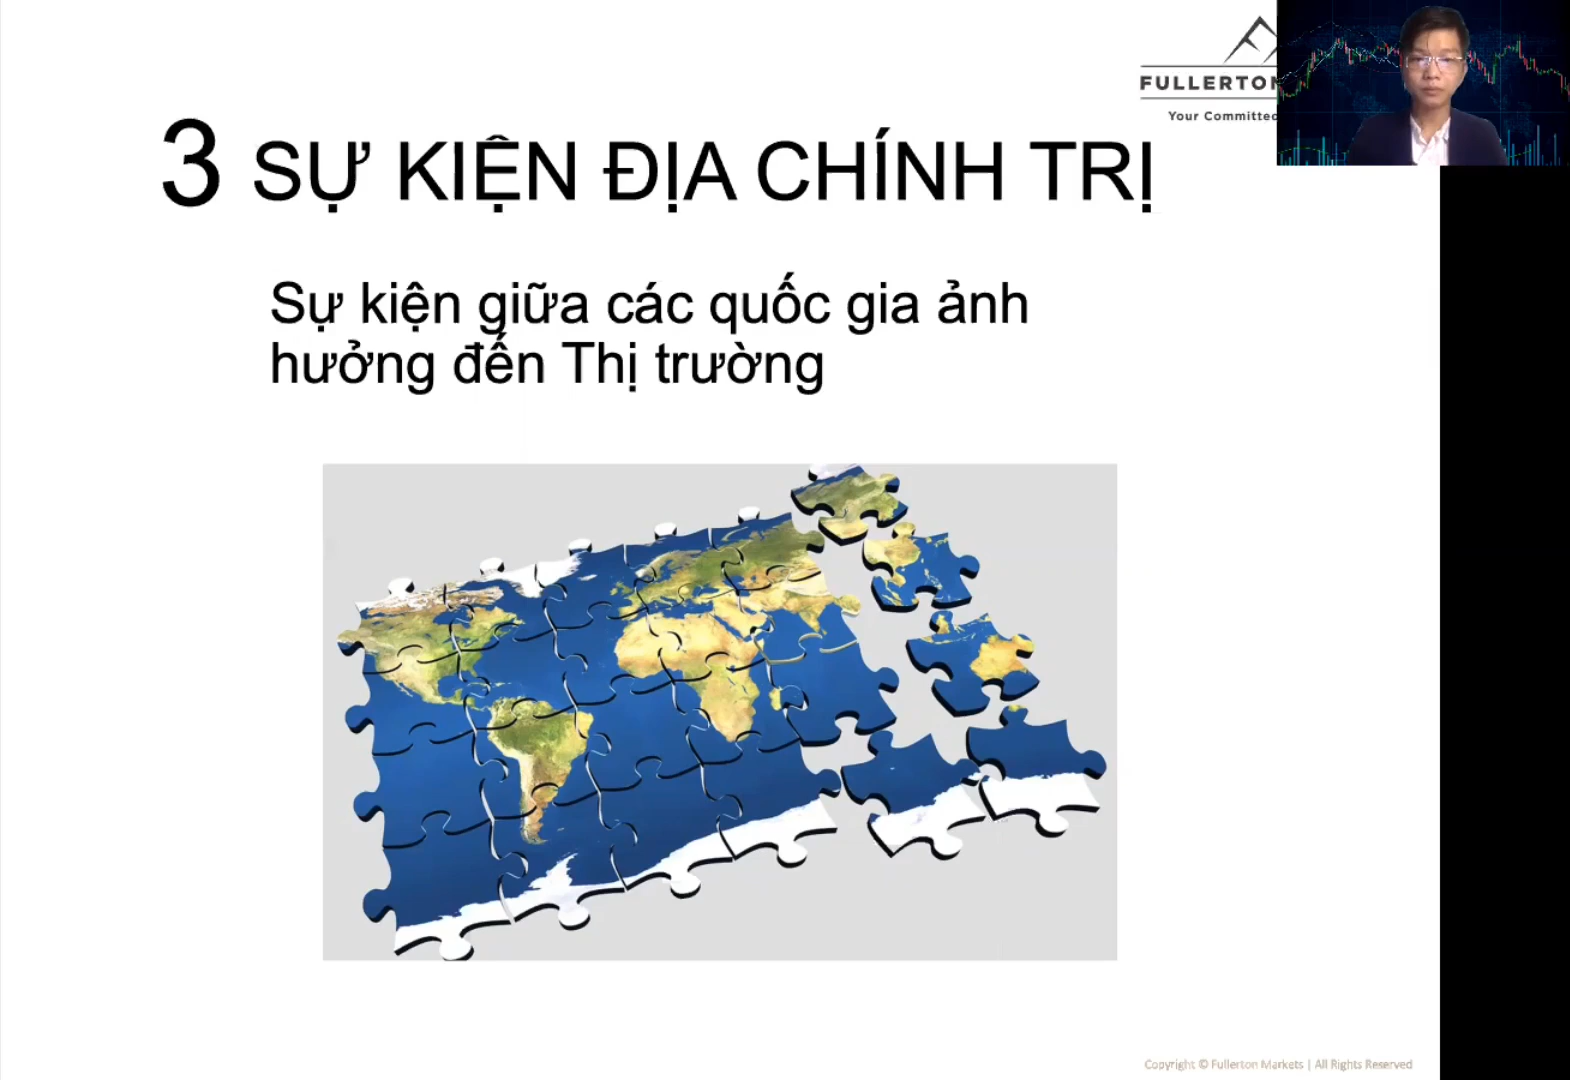 FULLERTON
Your Committed
3 SỰ KIỆN ĐỊA CHÍNH TRỊ
Sự kiện giữa các quốc gia ảnh
hưởng đến Thị trường
Copyright © Fullerton Markets | All Rights Reserved